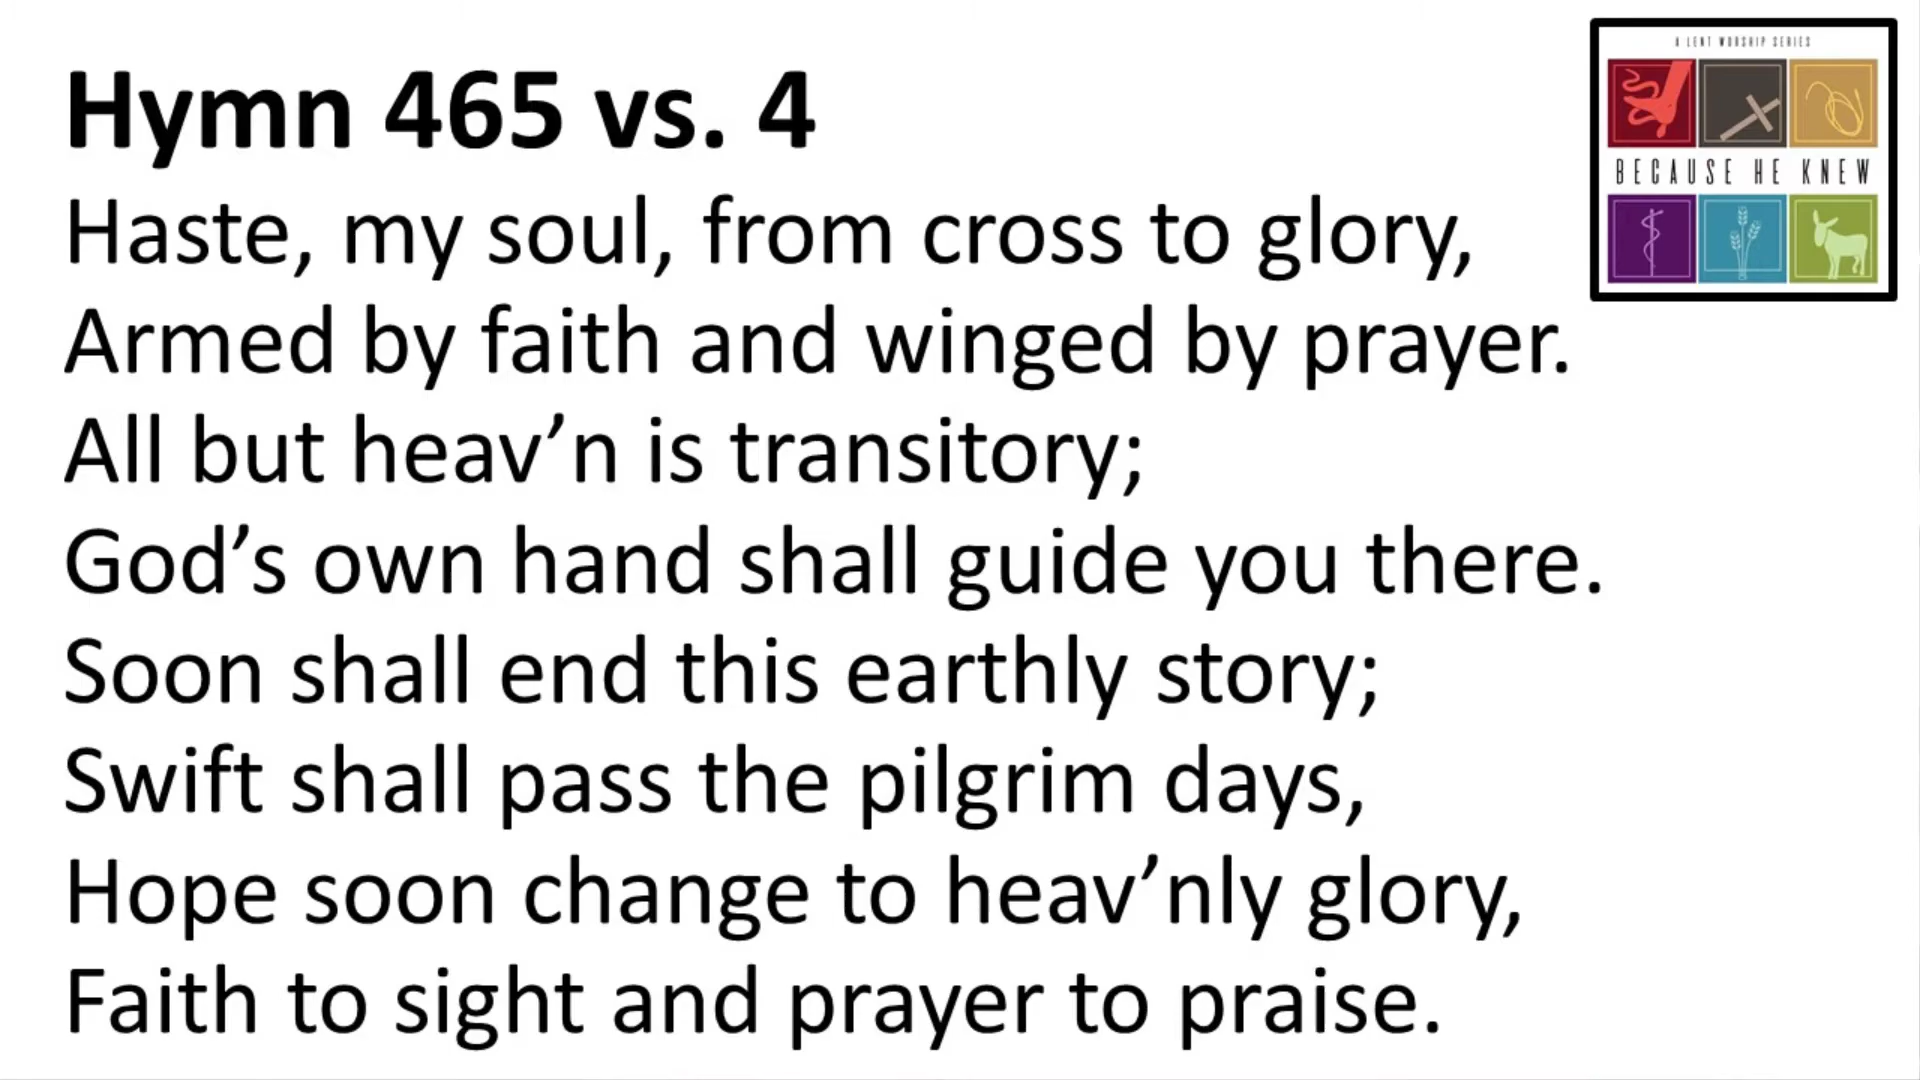 Hymn 465 vs. 4
Haste, my soul, from cross to glory,
Armed by faith and winged by prayer.
All but heav’n is transitory;
God’s own hand shall guide you there.
Soon shall end this earthly story;
Swift shall pass the pilgrim days,
Hope soon change to heav’nly glory,
Faith to sight and prayer to praise.
A LENT WORSHIP SERIES
BECAUSE HE KNEW